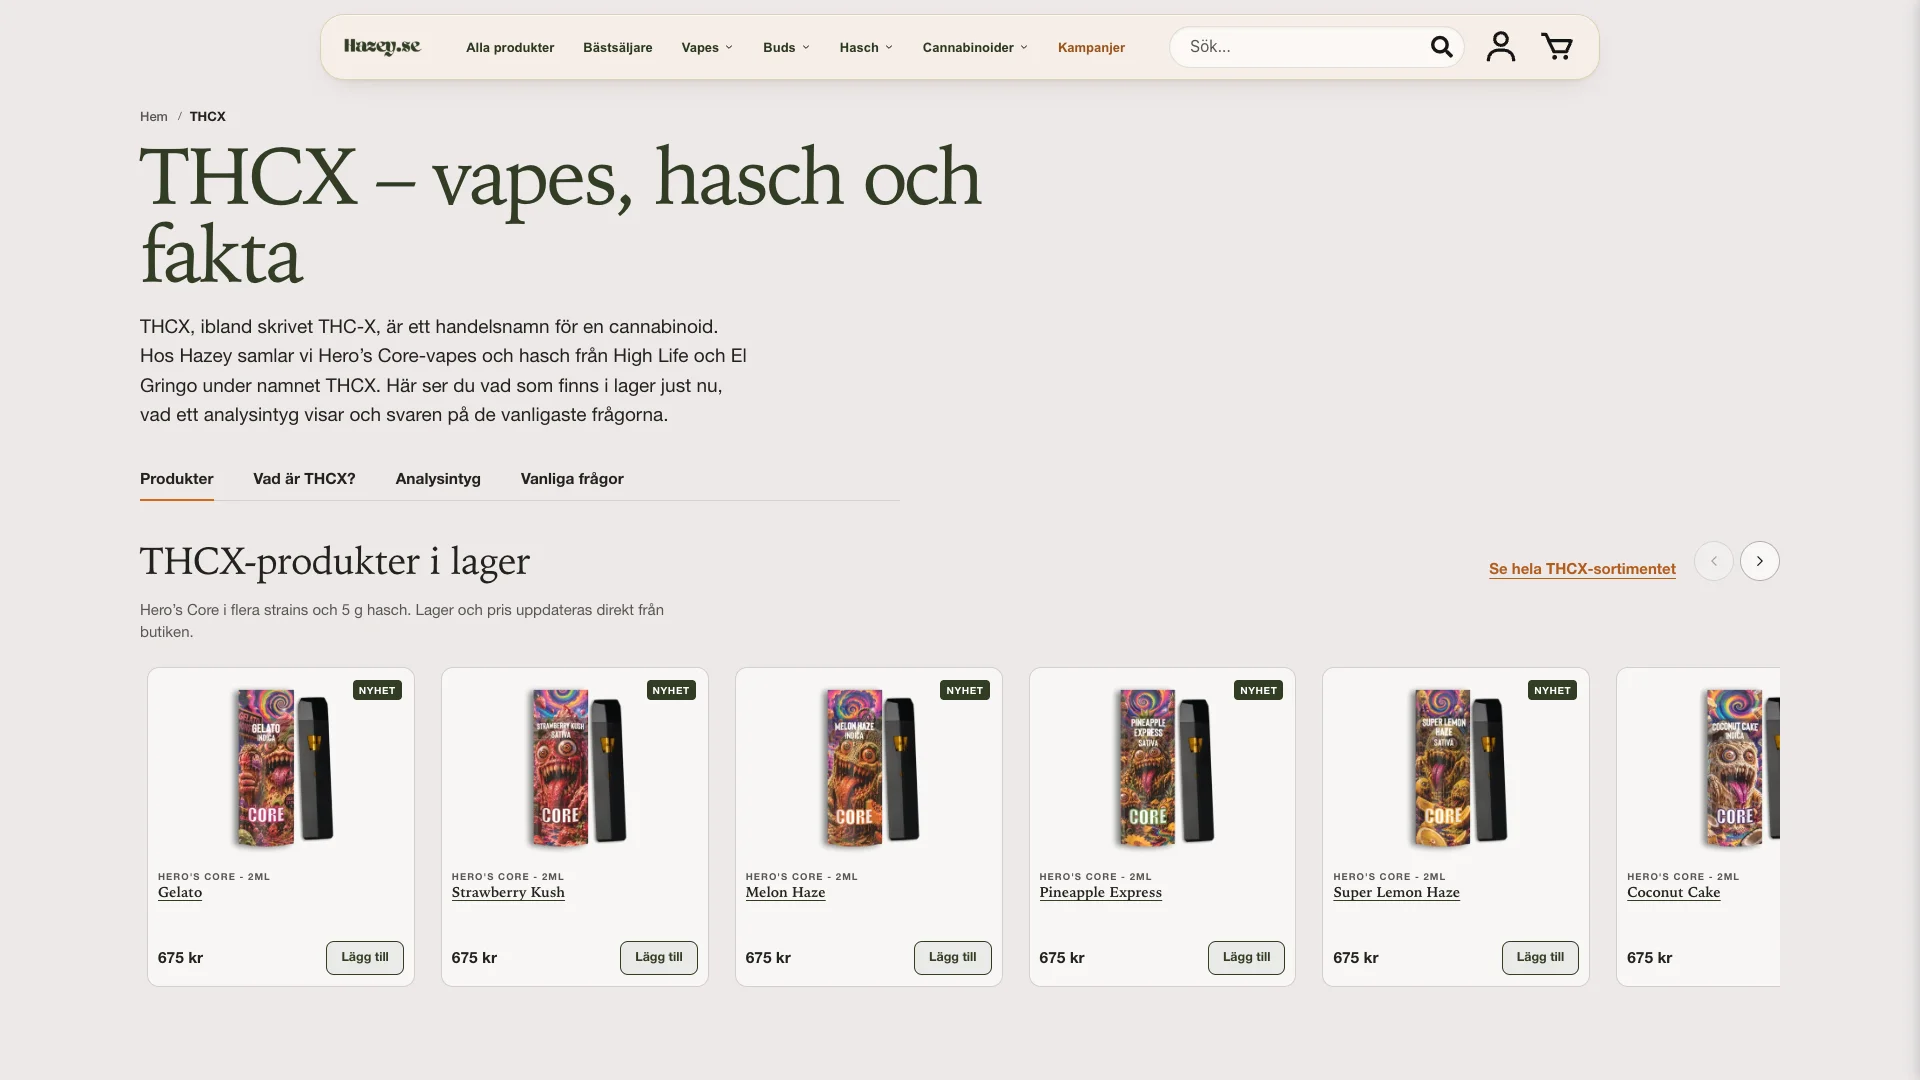 Hazey.se
Alla produkter
Bästsäljare
Vapes
Buds
Hasch
Cannabinoider
Kampanjer
Sök...
Hem / THCX
THCX – vapes, hasch och
fakta
THCX, ibland skrivet THC-X, är ett handelsnamn för en cannabinoid.
Hos Hazey samlar vi Hero’s Core-vapes och hasch från High Life och El
Gringo under namnet THCX. Här ser du vad som finns i lager just nu,
vad ett analysintyg visar och svaren på de vanligaste frågorna.
Produkter
Vad är THCX?
Analysintyg
Vanliga frågor
THCX-produkter i lager
Se hela THCX-sortimentet
Hero’s Core i flera strains och 5 g hasch. Lager och pris uppdateras direkt från
butiken.
NYHET
GELATO
INDICA
CORE
HERO'S CORE - 2ML
Gelato
675 kr
Lägg till
NYHET
STRAWBERRY KUSH
SATIVA
CORE
HERO'S CORE - 2ML
Strawberry Kush
675 kr
Lägg till
NYHET
MELON HAZE
INDICA
CORE
HERO'S CORE - 2ML
Melon Haze
675 kr
Lägg till
NYHET
PINEAPPLE
EXPRESS
SATIVA
CORE
HERO'S CORE - 2ML
Pineapple Express
675 kr
Lägg till
NYHET
SUPER LEMON
HAZE
SATIVA
CORE
HERO'S CORE - 2ML
Super Lemon Haze
675 kr
Lägg till
COCONUT CAKE
INDICA
CORE
HERO'S CORE - 2ML
Coconut Cake
675 kr